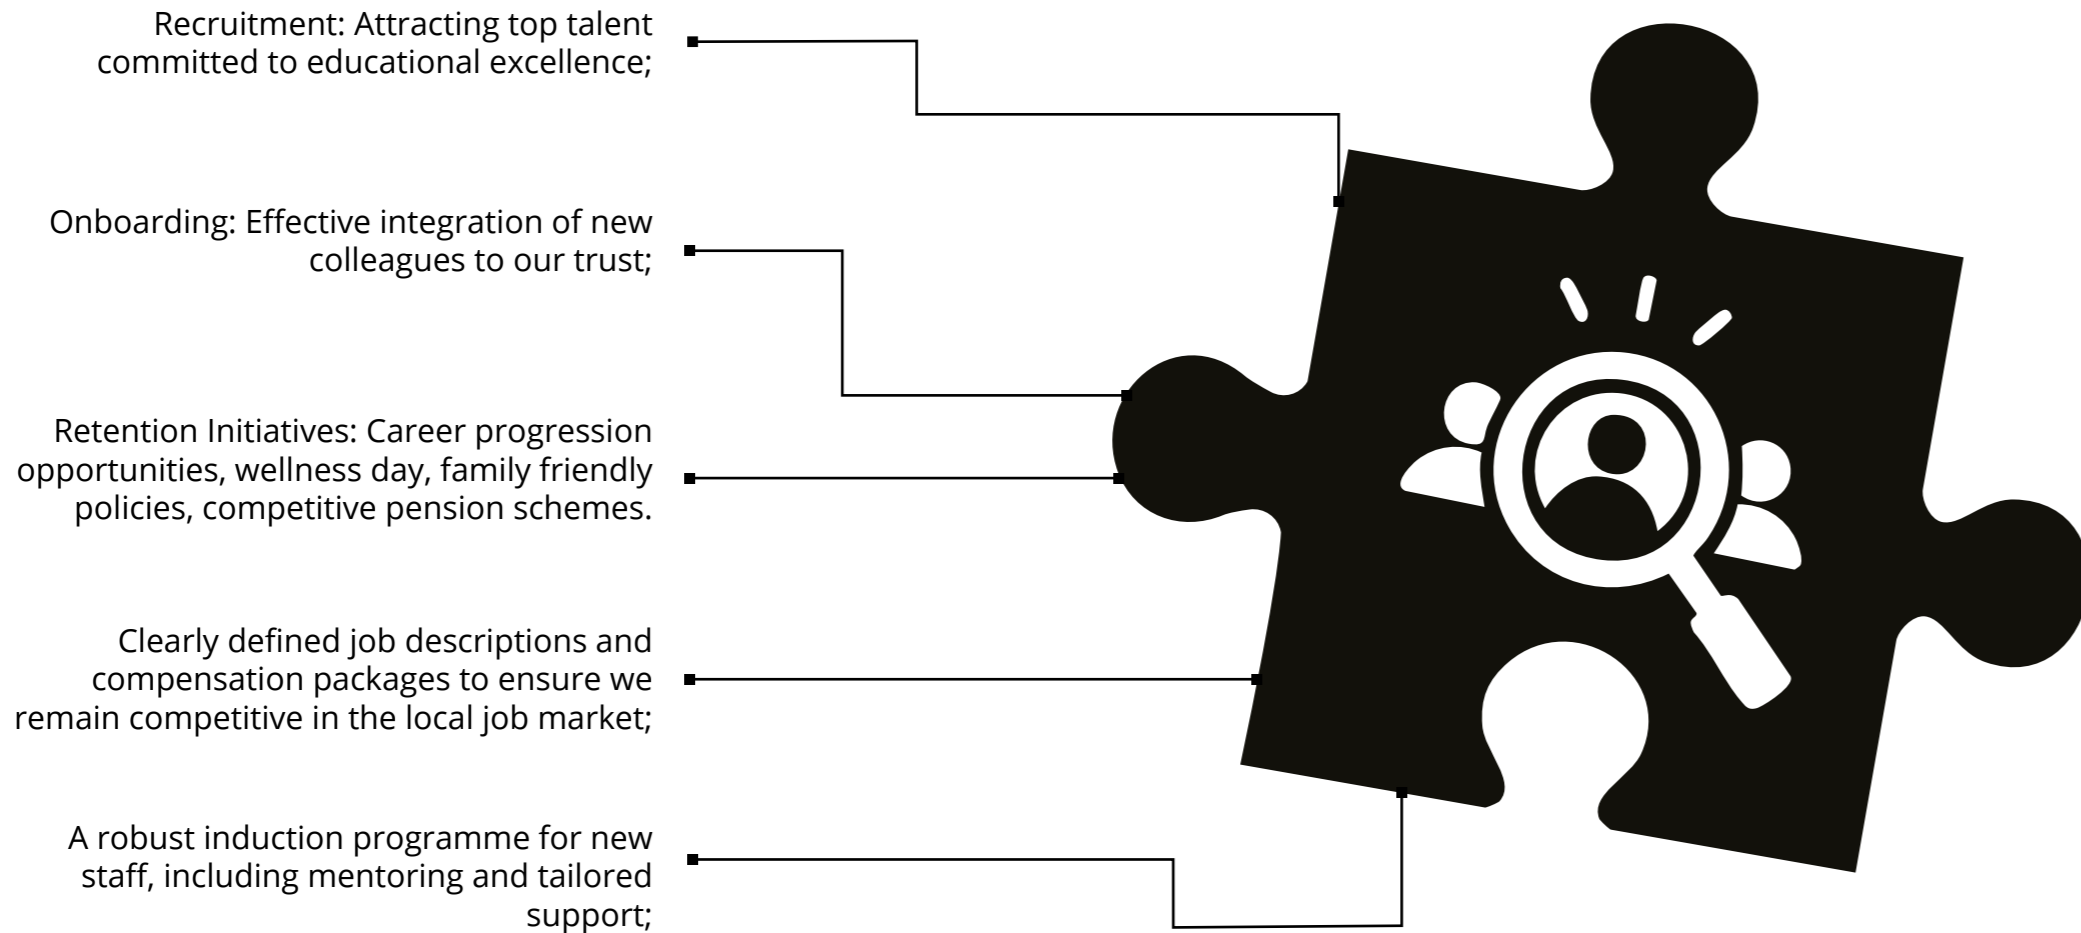 Recruitment: Attracting top talent
committed to educational excellence;
Onboarding: Effective integration of new
colleagues to our trust;
Retention Initiatives: Career progression
opportunities, wellness day, family friendly
policies, competitive pension schemes.
Clearly defined job descriptions and
compensation packages to ensure we
remain competitive in the local job market;
A robust induction programme for new
staff, including mentoring and tailored
support;